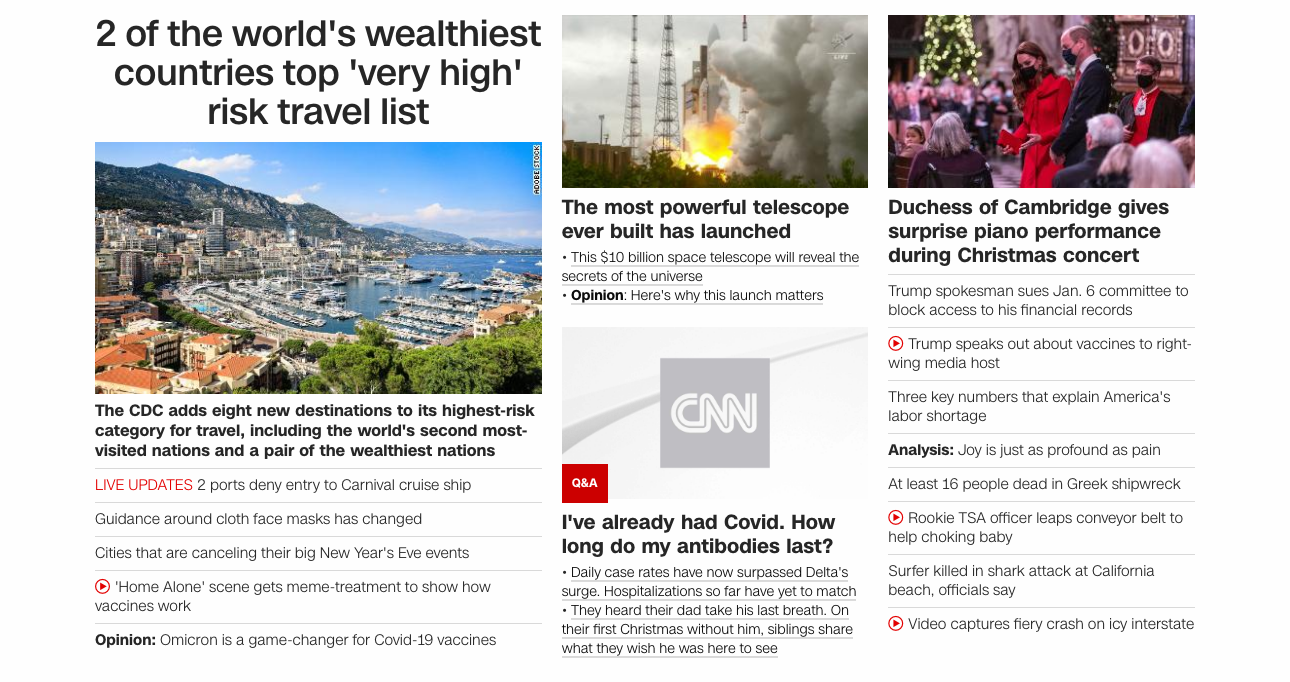 2 of the world's wealthiest
countries top 'very high'
risk travel list
ADOBE STOCK
The CDC adds eight new destinations to its highest-risk
category for travel, including the world's second most-
visited nations and a pair of the wealthiest nations
LIVE UPDATES 2 ports deny entry to Carnival cruise ship
Guidance around cloth face masks has changed
Cities that are canceling their big New Year's Eve events
'Home Alone' scene gets meme-treatment to show how
vaccines work
Opinion: Omicron is a game-changer for Covid-19 vaccines
LIVE
The most powerful telescope
ever built has launched
• This $10 billion space telescope will reveal the
secrets of the universe
• Opinion: Here's why this launch matters
CNN
Q&A
I've already had Covid. How
long do my antibodies last?
• Daily case rates have now surpassed Delta's
surge. Hospitalizations so far have yet to match
• They heard their dad take his last breath. On
their first Christmas without him, siblings share
what they wish he was here to see
Duchess of Cambridge gives
surprise piano performance
during Christmas concert
Trump spokesman sues Jan. 6 committee to
block access to his financial records
Trump speaks out about vaccines to right-
wing media host
Three key numbers that explain America's
labor shortage
Analysis: Joy is just as profound as pain
At least 16 people dead in Greek shipwreck
Rookie TSA officer leaps conveyor belt to
help choking baby
Surfer killed in shark attack at California
beach, officials say
Video captures fiery crash on icy interstate